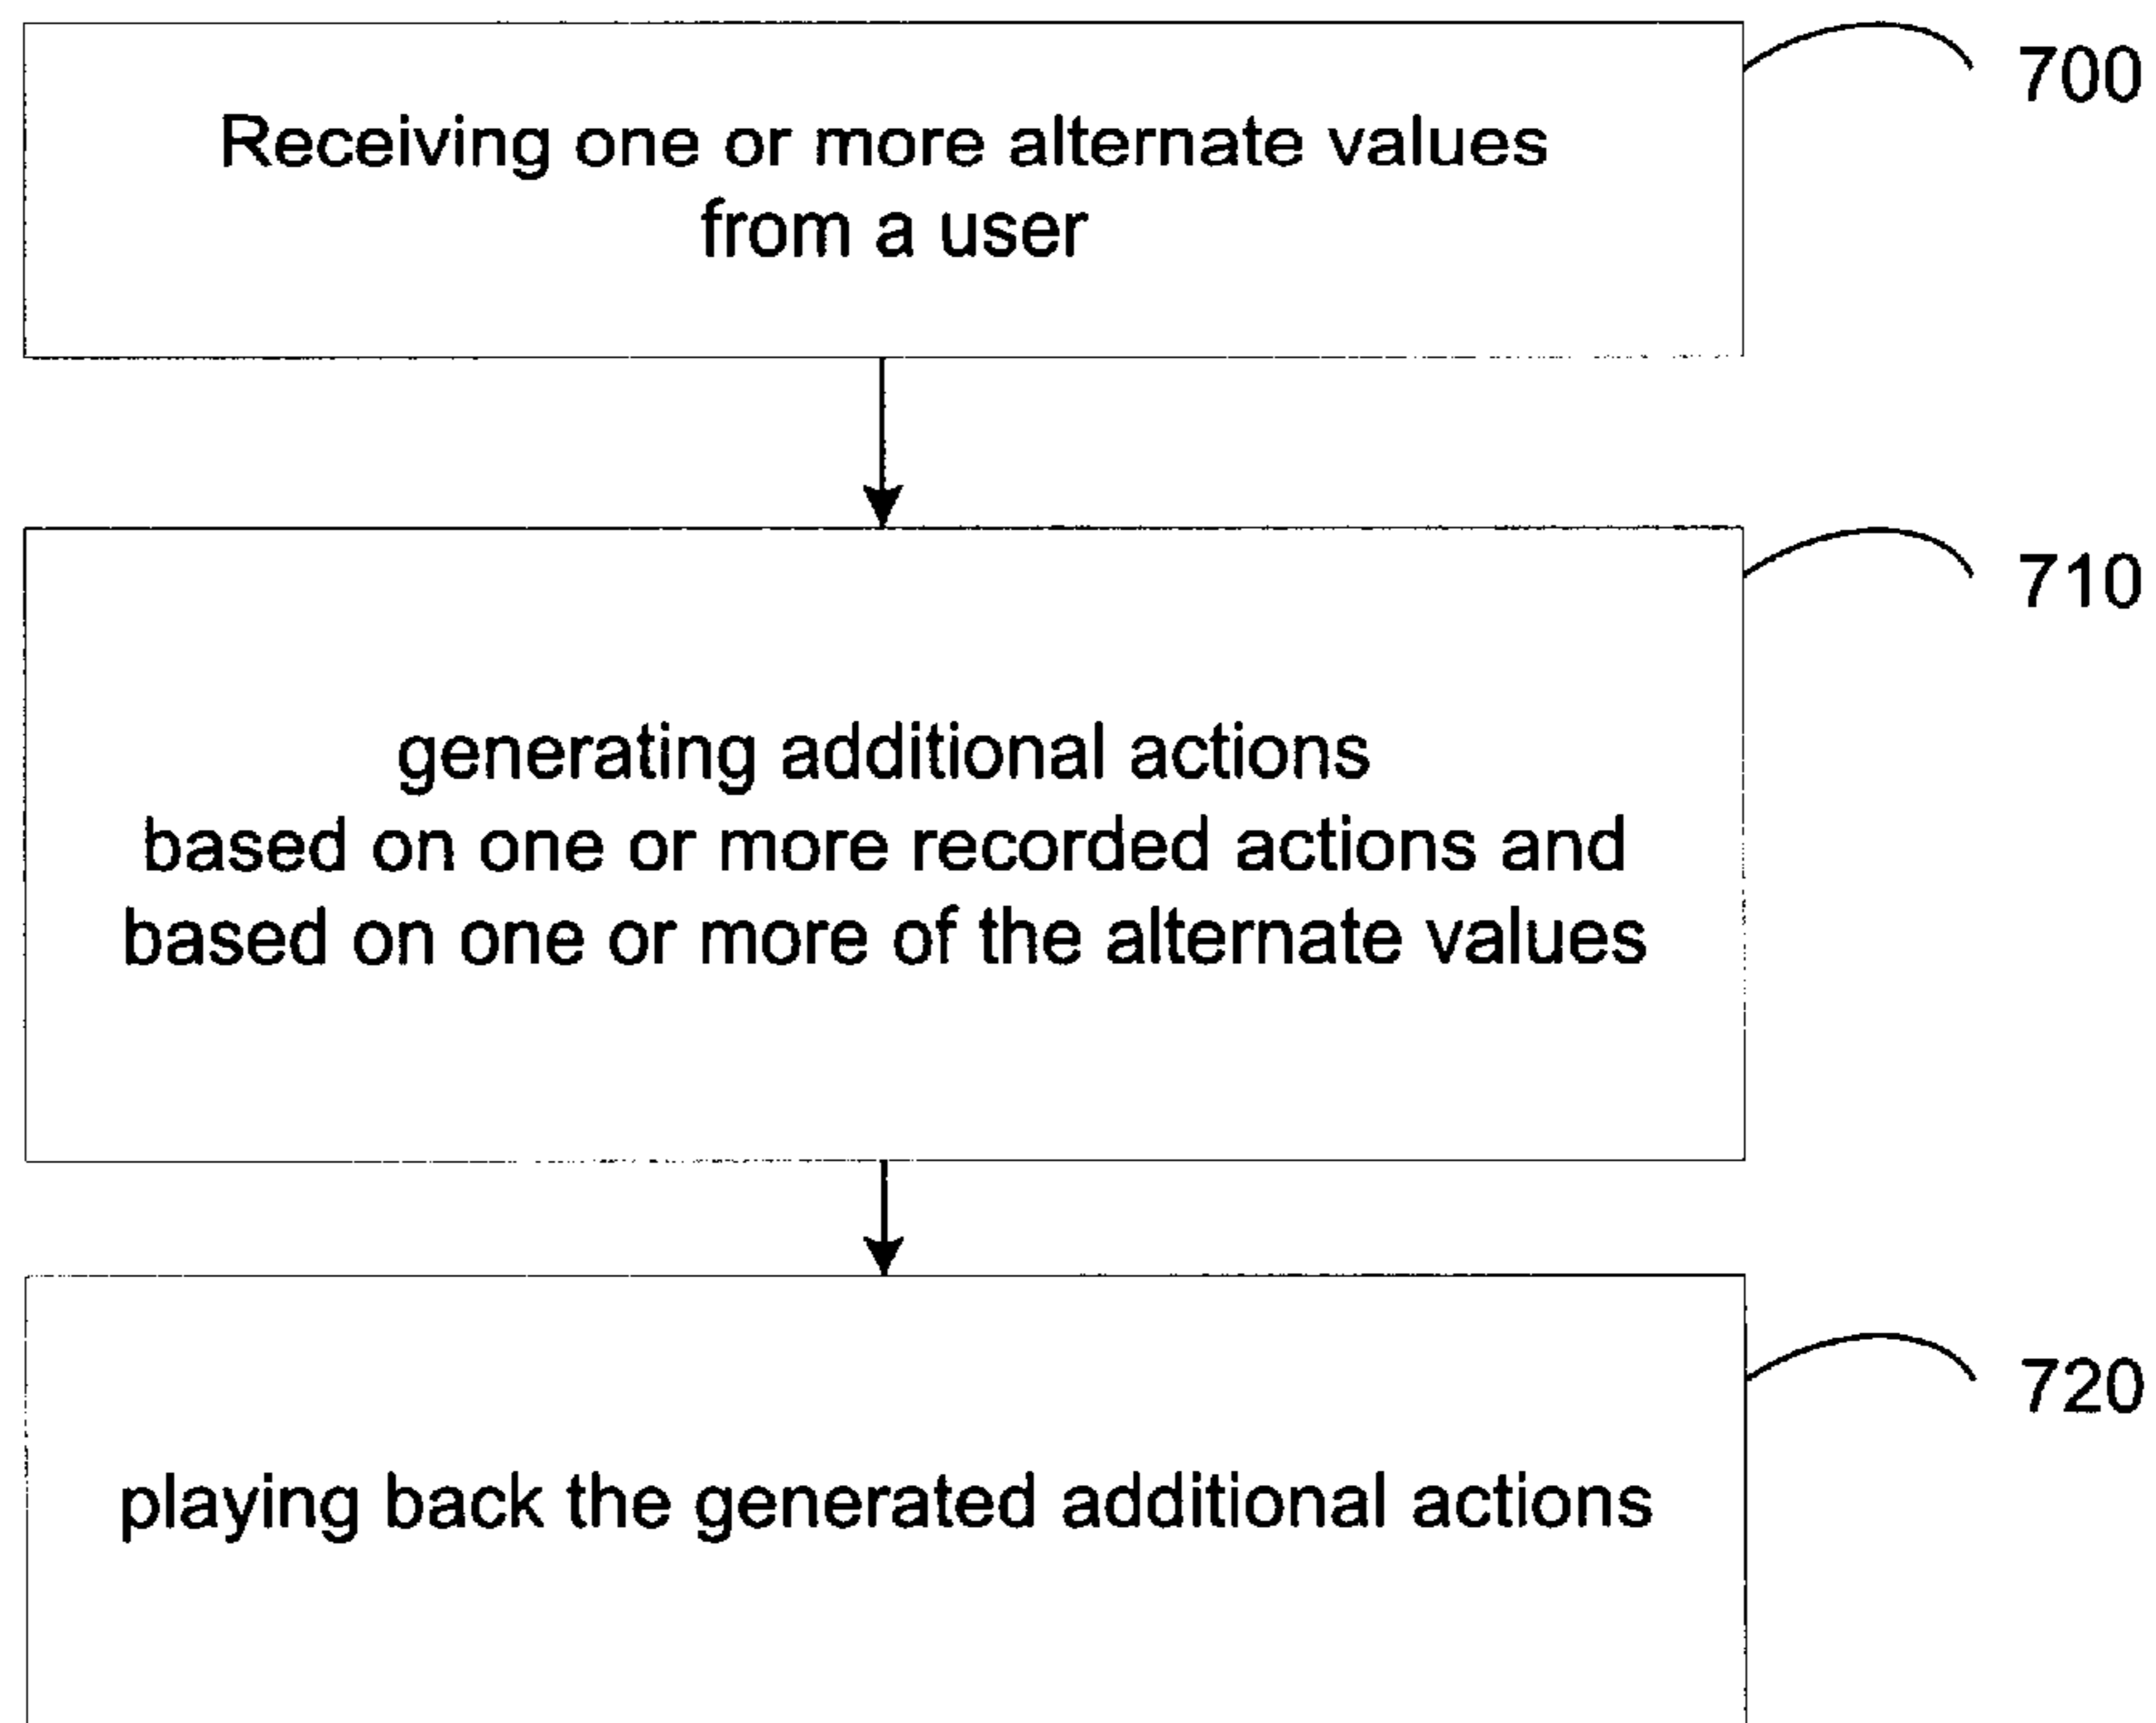 700
Receiving one or more alternate values
from a user
710
generating additional actions
based on one or more recorded actions and
based on one or more of the alternate values
720
playing back the generated additional actions